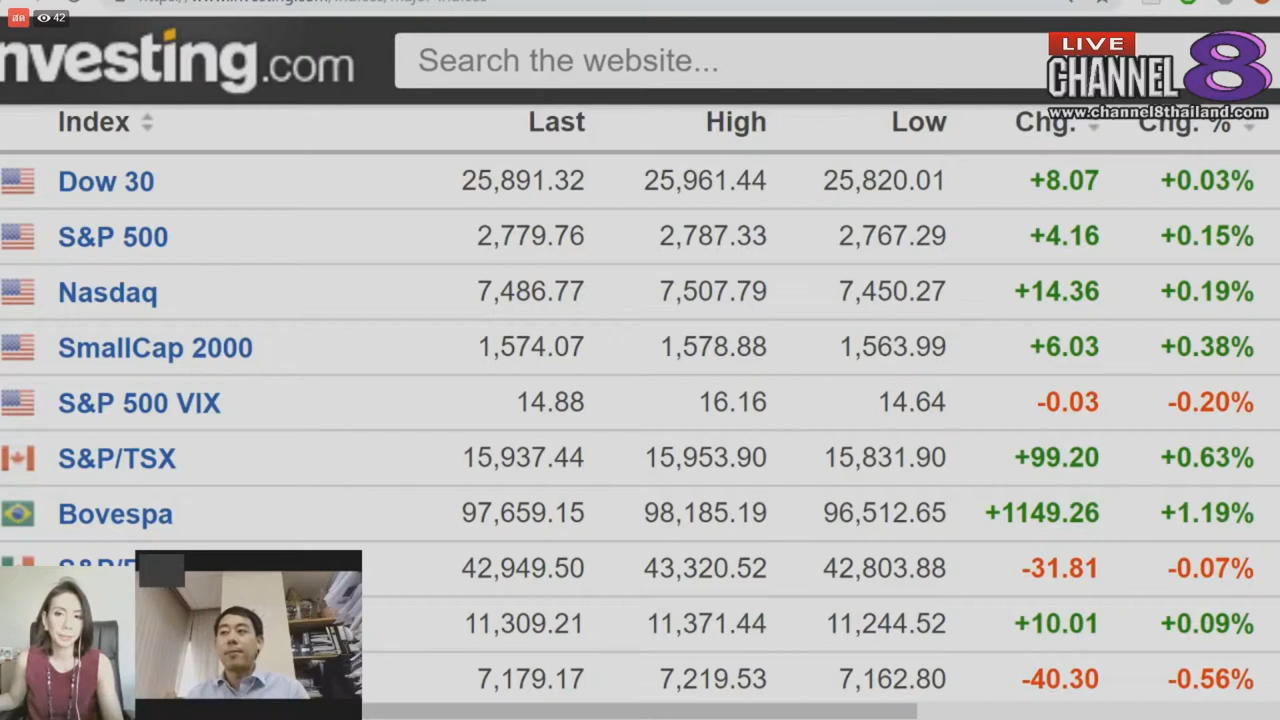 สด 42
nvesting.com
Search the website...
LIVE
CHANNEL 8
www.channel8thailand.com
Index Last High Low Chg. Chg. %
Dow 30 25,891.32 25,961.44 25,820.01 +8.07 +0.03%
S&P 500 2,779.76 2,787.33 2,767.29 +4.16 +0.15%
Nasdaq 7,486.77 7,507.79 7,450.27 +14.36 +0.19%
SmallCap 2000 1,574.07 1,578.88 1,563.99 +6.03 +0.38%
S&P 500 VIX 14.88 16.16 14.64 -0.03 -0.20%
S&P/TSX 15,937.44 15,953.90 15,831.90 +99.20 +0.63%
Bovespa 97,659.15 98,185.19 96,512.65 +1149.26 +1.19%
42,949.50 43,320.52 42,803.88 -31.81 -0.07%
11,309.21 11,371.44 11,244.52 +10.01 +0.09%
7,179.17 7,219.53 7,162.80 -40.30 -0.56%